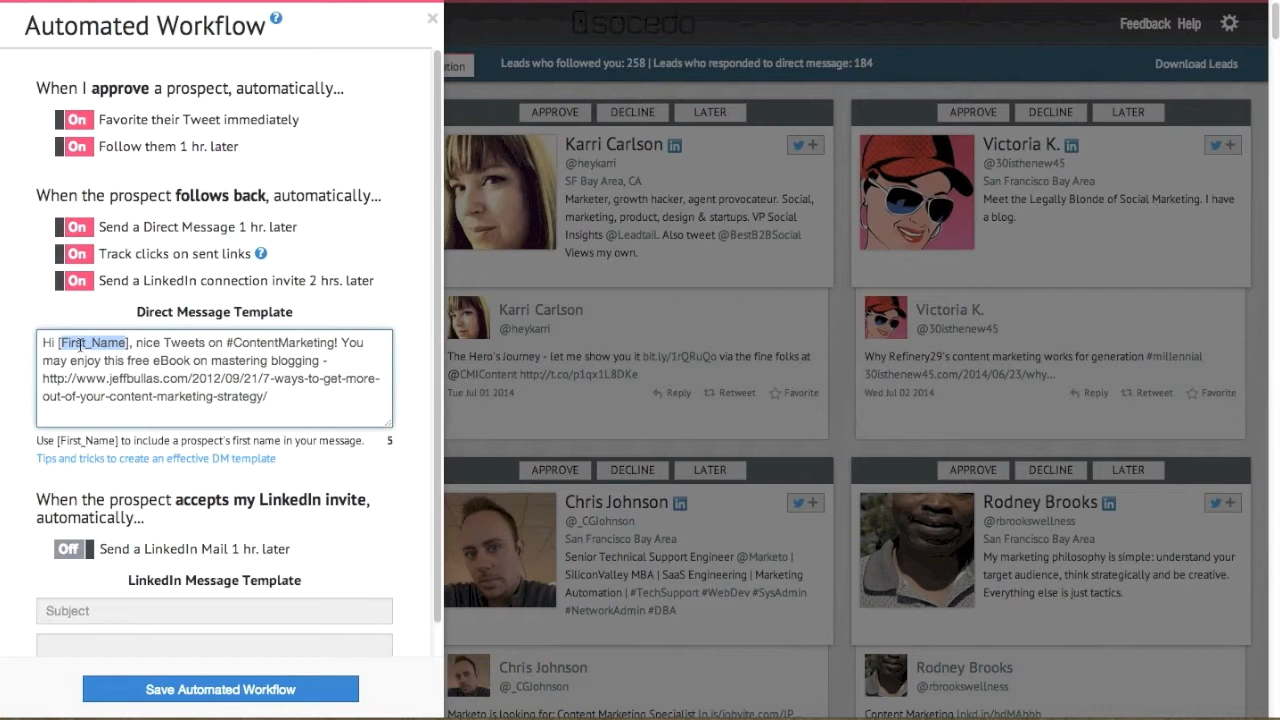 Automated Workflow ?
×
When I approve a prospect, automatically...
On Favorite their Tweet immediately
On Follow them 1 hr. later
When the prospect follows back, automatically...
On Send a Direct Message 1 hr. later
On Track clicks on sent links ?
On Send a LinkedIn connection invite 2 hrs. later
Direct Message Template
Hi [First_Name], nice Tweets on #ContentMarketing! You
may enjoy this free eBook on mastering blogging -
http://www.jeffbullas.com/2012/09/21/7-ways-to-get-more-
out-of-your-content-marketing-strategy/
Use [First_Name] to include a prospect's first name in your message. 5
Tips and tricks to create an effective DM template
When the prospect accepts my LinkedIn invite,
automatically...
Off Send a LinkedIn Mail 1 hr. later
LinkedIn Message Template
Subject
Save Automated Workflow
socedo
Feedback Help
ation
Leads who followed you: 258 | Leads who responded to direct message: 184
Download Leads
APPROVE DECLINE LATER
Karri Carlson in
+
@heykarri
SF Bay Area, CA
Marketer, growth hacker, agent provocateur. Social,
marketing, product, design & startups. VP Social
Insights @Leadtail. Also tweet @BestB2BSocial
Views my own.
Karri Carlson
@heykarri
The Hero's Journey - let me show you it bit.ly/1rQRuQo via the fine folks at
@CMIContent http://t.co/p1qx1L8DKe
Tue Jul 01 2014 Reply Retweet Favorite
APPROVE DECLINE LATER
Victoria K. in
+
@30isthenew45
San Francisco Bay Area
Meet the Legally Blonde of Social Marketing. I have
a blog.
Victoria K.
@30isthenew45
Why Refinery29's content marketing works for generation #millennial
30isthenew45.com/2014/06/23/why...
Wed Jul 02 2014 Reply Retweet Favorite
APPROVE DECLINE LATER
Chris Johnson in
+
@_CGJohnson
San Francisco Bay Area
Senior Technical Support Engineer @Marketo |
SiliconValley MBA | SaaS Engineering | Marketing
Automation | #TechSupport #WebDev #SysAdmin
#NetworkAdmin #DBA
Chris Johnson
@_CGJohnson
Marketo is looking for: Content Marketing Specialist
APPROVE DECLINE LATER
Rodney Brooks in
+
@rbrookswellness
San Francisco Bay Area
My marketing philosophy is simple: understand your
target audience, think strategically and be creative.
Everything else is just tactics.
Rodney Brooks
@rbrookswellness
Content Marketing